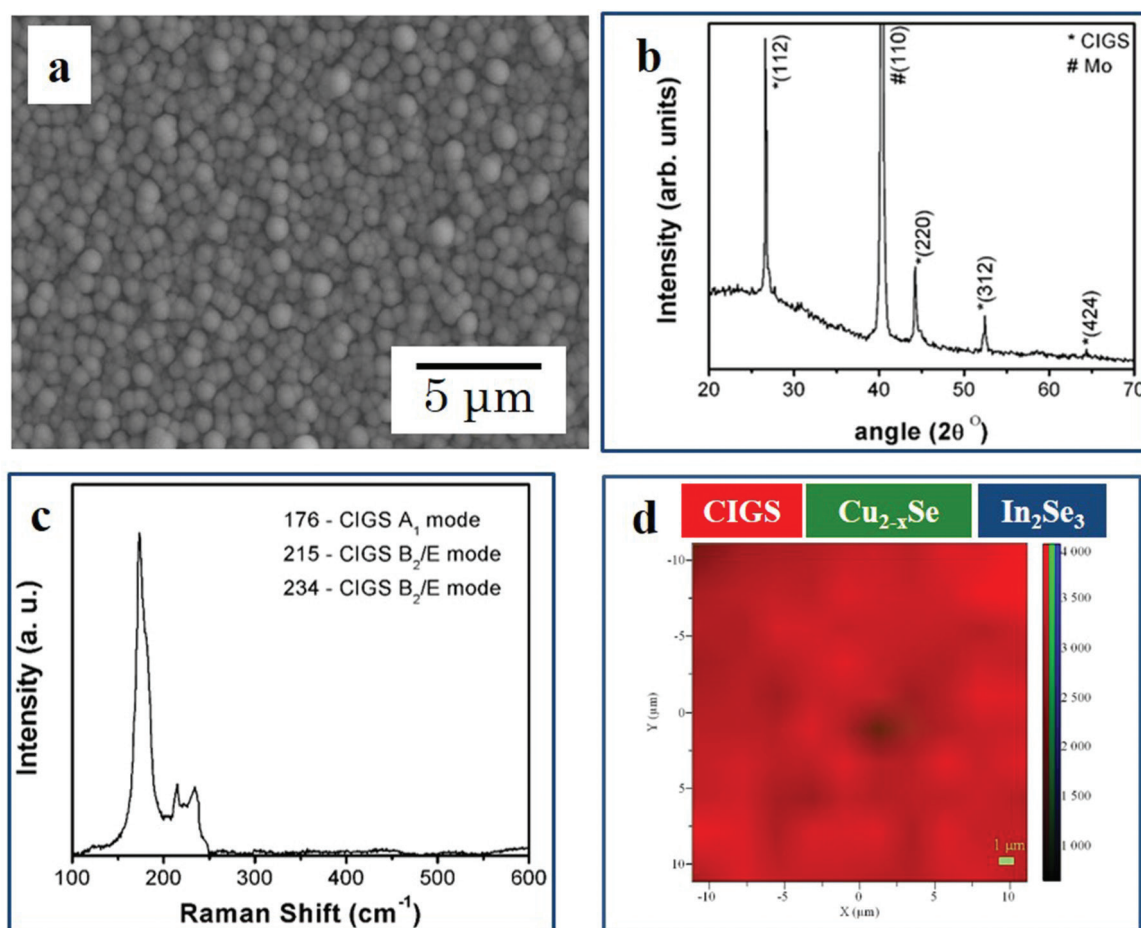 a
5 µm
b
* CIGS
# Mo
*(112)
#(110)
*(220)
*(312)
*(424)
Intensity (arb. units)
20 30 40 50 60 70
angle (2θ °)
c
176 - CIGS A₁ mode
215 - CIGS B₂/E mode
234 - CIGS B₂/E mode
Intensity (a. u.)
100 200 300 400 500 600
Raman Shift (cm⁻¹)
d
CIGS Cu₂₋ₓSe In₂Se₃
-10
-5
0
5
10
Y (µm)
-10 -5 0 5 10
X (µm)
1 µm
4 000
3 500
3 000
2 500
2 000
1 500
1 000